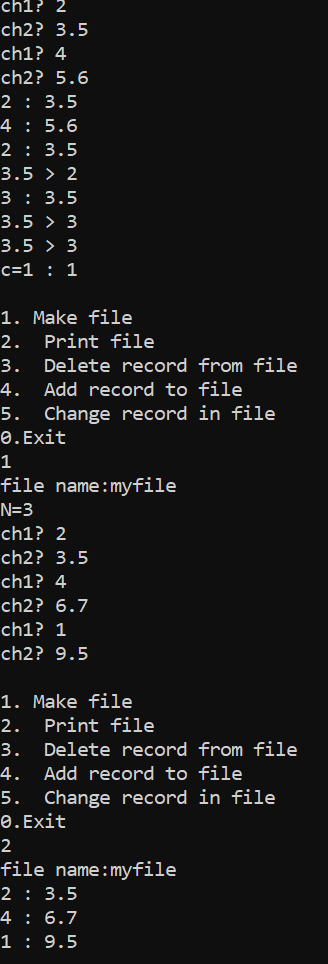 ch1? 2
ch2? 3.5
ch1? 4
ch2? 5.6
2 : 3.5
4 : 5.6
2 : 3.5
3.5 > 2
3 : 3.5
3.5 > 3
3.5 > 3
c=1 : 1
1. Make file
2.  Print file
3.  Delete record from file
4.  Add record to file
5.  Change record in file
0.Exit
1
file name:myfile
N=3
ch1? 2
ch2? 3.5
ch1? 4
ch2? 6.7
ch1? 1
ch2? 9.5
1. Make file
2.  Print file
3.  Delete record from file
4.  Add record to file
5.  Change record in file
0.Exit
2
file name:myfile
2 : 3.5
4 : 6.7
1 : 9.5